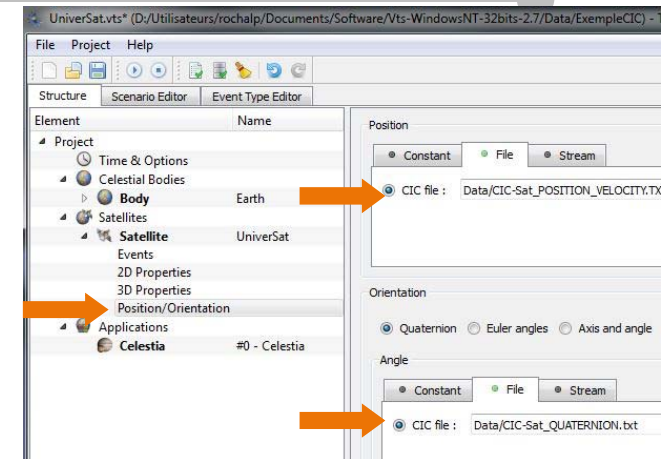 UniverSat.vts* (D:/Utilisateurs/rochalp/Documents/Software/Vts-WindowsNT-32bits-2.7/Data/ExempleCIC) -
File Project Help
Structure Scenario Editor Event Type Editor
Element Name
Project
Time & Options
Celestial Bodies
Body Earth
Satellites
Satellite UniverSat
Events
2D Properties
3D Properties
Position/Orientation
Applications
Celestia #0 - Celestia
Position
Constant File Stream
CIC file : Data/CIC-Sat_POSITION_VELOCITY.TX
Orientation
Quaternion Euler angles Axis and angle
Angle
Constant File Stream
CIC file : Data/CIC-Sat_QUATERNION.txt